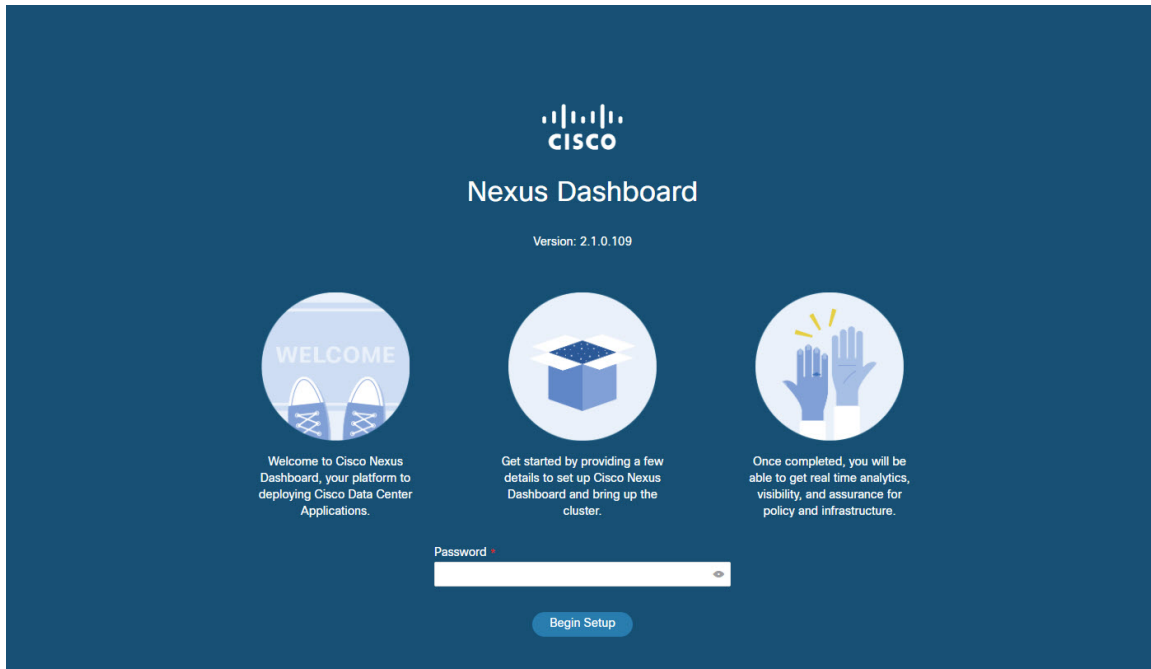 CISCO
Nexus Dashboard
Version: 2.1.0.109
WELCOME
Welcome to Cisco Nexus
Dashboard, your platform to
deploying Cisco Data Center
Applications.
Get started by providing a few
details to set up Cisco Nexus
Dashboard and bring up the
cluster.
Once completed, you will be
able to get real time analytics,
visibility, and assurance for
policy and infrastructure.
Password *
Begin Setup